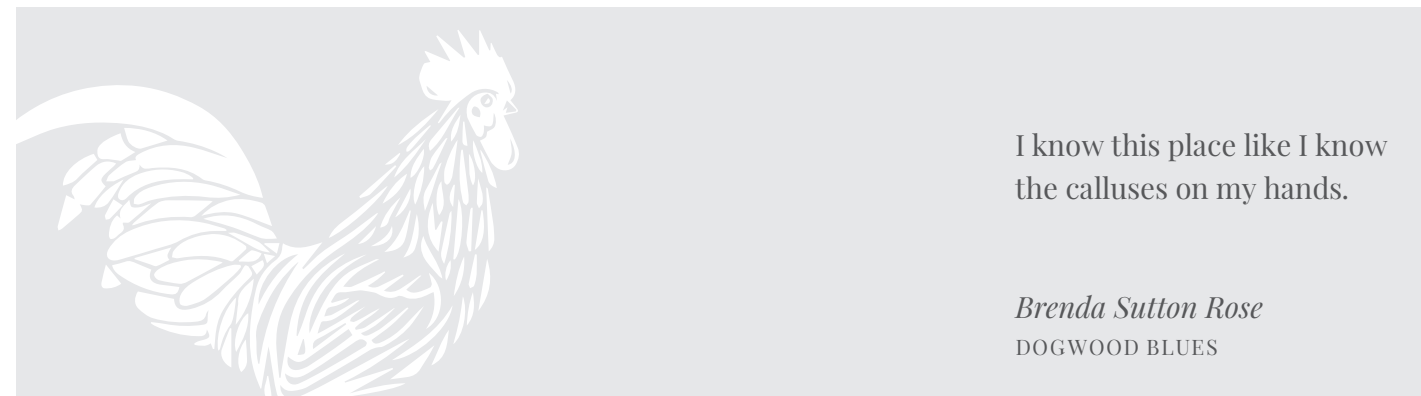 I know this place like I know
the calluses on my hands.
Brenda Sutton Rose
DOGWOOD BLUES